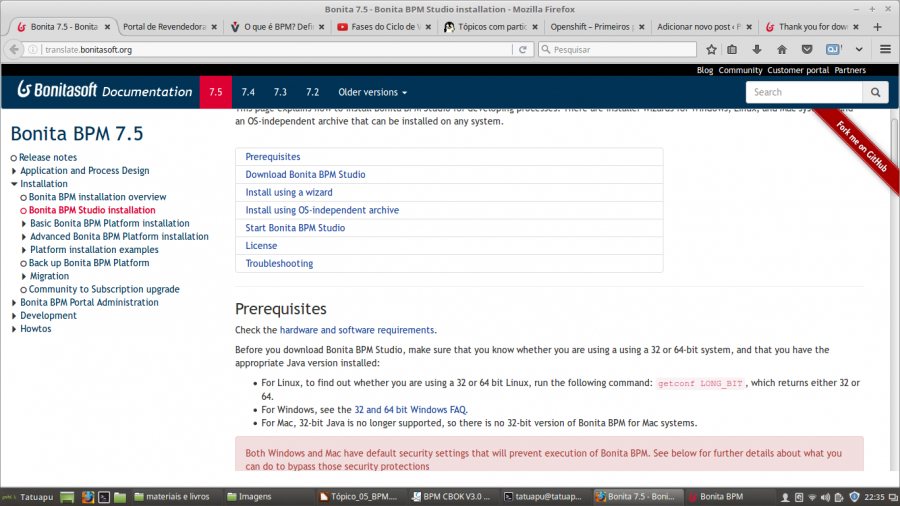 Bonita 7.5 - Bonita BPM Studio installation - Mozilla Firefox
Bonita 7.5 - Bonita
Portal de Revendedora
O que é BPM? Defin
Fases do Ciclo de V
Tópicos com partic
Openshift – Primeiros p
Adicionar novo post ‹ P
Thank you for dow
translate.bonitasoft.org
Pesquisar
Blog Community Customer portal Partners
Bonitasoft Documentation
7.5
7.4
7.3
7.2
Older versions
Search
Fork me on GitHub
Bonita BPM 7.5
Release notes
Application and Process Design
Installation
Bonita BPM installation overview
Bonita BPM Studio installation
Basic Bonita BPM Platform installation
Advanced Bonita BPM Platform installation
Platform installation examples
Back up Bonita BPM Platform
Migration
Community to Subscription upgrade
Bonita BPM Portal Administration
Development
Howtos
This page explains how to install Bonita BPM Studio for developing processes. There are installer wizards for Windows, Linux, and Mac systems, and
an OS-independent archive that can be installed on any system.
Prerequisites
Download Bonita BPM Studio
Install using a wizard
Install using OS-independent archive
Start Bonita BPM Studio
License
Troubleshooting
Prerequisites
Check the hardware and software requirements.
Before you download Bonita BPM Studio, make sure that you know whether you are using a using a 32 or 64-bit system, and that you have the
appropriate Java version installed:
For Linux, to find out whether you are using a 32 or 64 bit Linux, run the following command: getconf LONG_BIT, which returns either 32 or
64.
For Windows, see the 32 and 64 bit Windows FAQ.
For Mac, 32-bit Java is no longer supported, so there is no 32-bit version of Bonita BPM for Mac systems.
Both Windows and Mac have default security settings that will prevent execution of Bonita BPM. See below for further details about what you
can do to bypass those security protections
Tatuapu
materiais e livros
Imagens
Tópico_05_BPM....
BPM CBOK V3.0 ...
tatuapu@tatuap...
Bonita 7.5 - Boni...
Bonita BPM
22:35